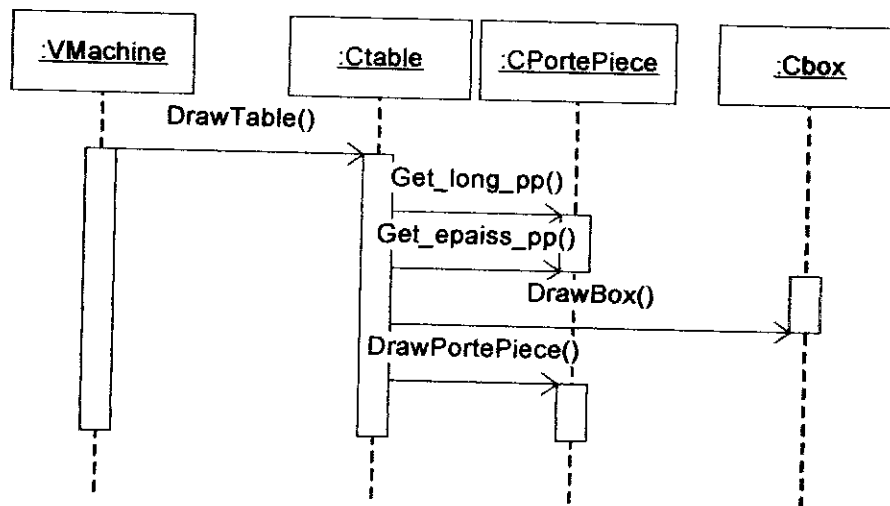 :VMachine
:Ctable
:CPortePiece
:Cbox
DrawTable()
Get_long_pp()
Get_epaiss_pp()
DrawBox()
DrawPortePiece()